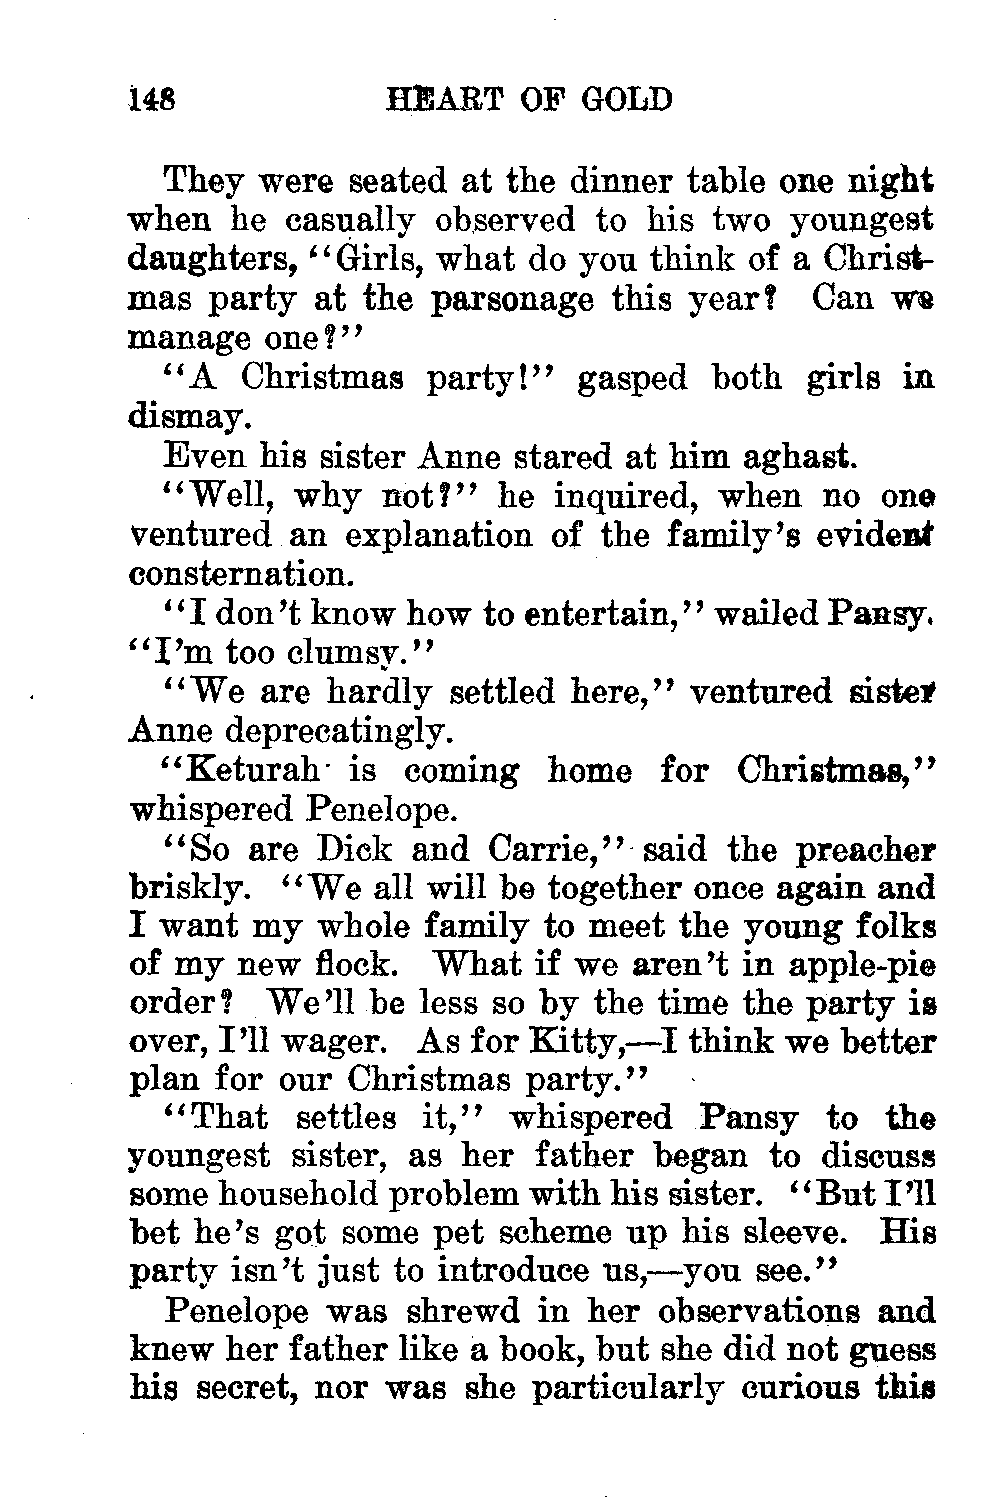 148 HEART OF GOLD
They were seated at the dinner table one night
when he casually observed to his two youngest
daughters, "Girls, what do you think of a Christ-
mas party at the parsonage this year? Can we
manage one?"
"A Christmas party!" gasped both girls in
dismay.
Even his sister Anne stared at him aghast.
"Well, why not?" he inquired, when no one
ventured an explanation of the family's evident
consternation.
"I don't know how to entertain," wailed Pansy.
"I'm too clumsy."
"We are hardly settled here," ventured sister
Anne deprecatingly.
"Keturah is coming home for Christmas,"
whispered Penelope.
"So are Dick and Carrie," said the preacher
briskly. "We all will be together once again and
I want my whole family to meet the young folks
of my new flock. What if we aren't in apple-pie
order? We'll be less so by the time the party is
over, I'll wager. As for Kitty,—I think we better
plan for our Christmas party."
"That settles it," whispered Pansy to the
youngest sister, as her father began to discuss
some household problem with his sister. "But I'll
bet he's got some pet scheme up his sleeve. His
party isn't just to introduce us,—you see."
Penelope was shrewd in her observations and
knew her father like a book, but she did not guess
his secret, nor was she particularly curious this